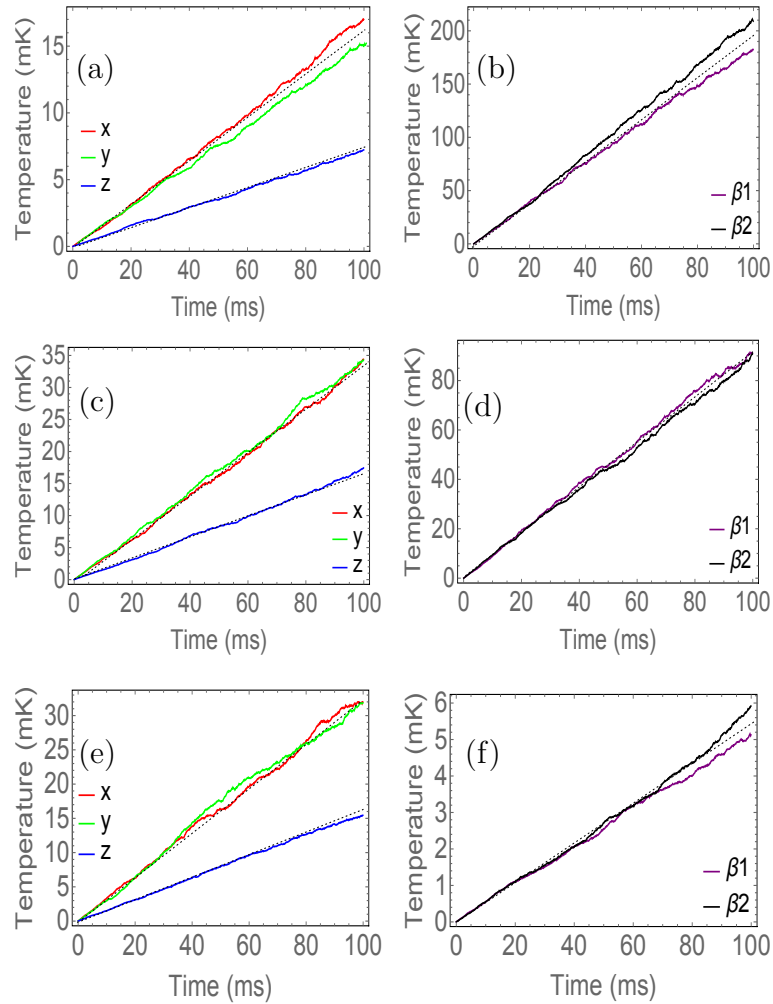 Temperature (mK)
15
10
5
0
(a)
x
y
z
0 20 40 60 80 100
Time (ms)
Temperature (mK)
200
150
100
50
0
(b)
β1
β2
0 20 40 60 80 100
Time (ms)
Temperature (mK)
35
30
25
20
15
10
5
0
(c)
x
y
z
0 20 40 60 80 100
Time (ms)
Temperature (mK)
80
60
40
20
0
(d)
β1
β2
0 20 40 60 80 100
Time (ms)
Temperature (mK)
30
25
20
15
10
5
0
(e)
x
y
z
0 20 40 60 80 100
Time (ms)
Temperature (mK)
6
5
4
3
2
1
0
(f)
β1
β2
0 20 40 60 80 100
Time (ms)